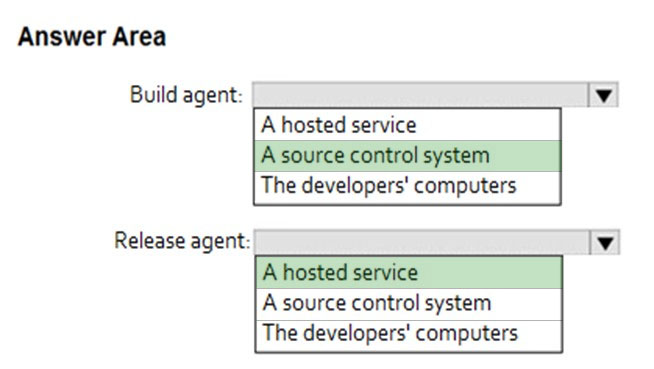 Answer Area
Build agent:
A hosted service
A source control system
The developers' computers
Release agent:
A hosted service
A source control system
The developers' computers